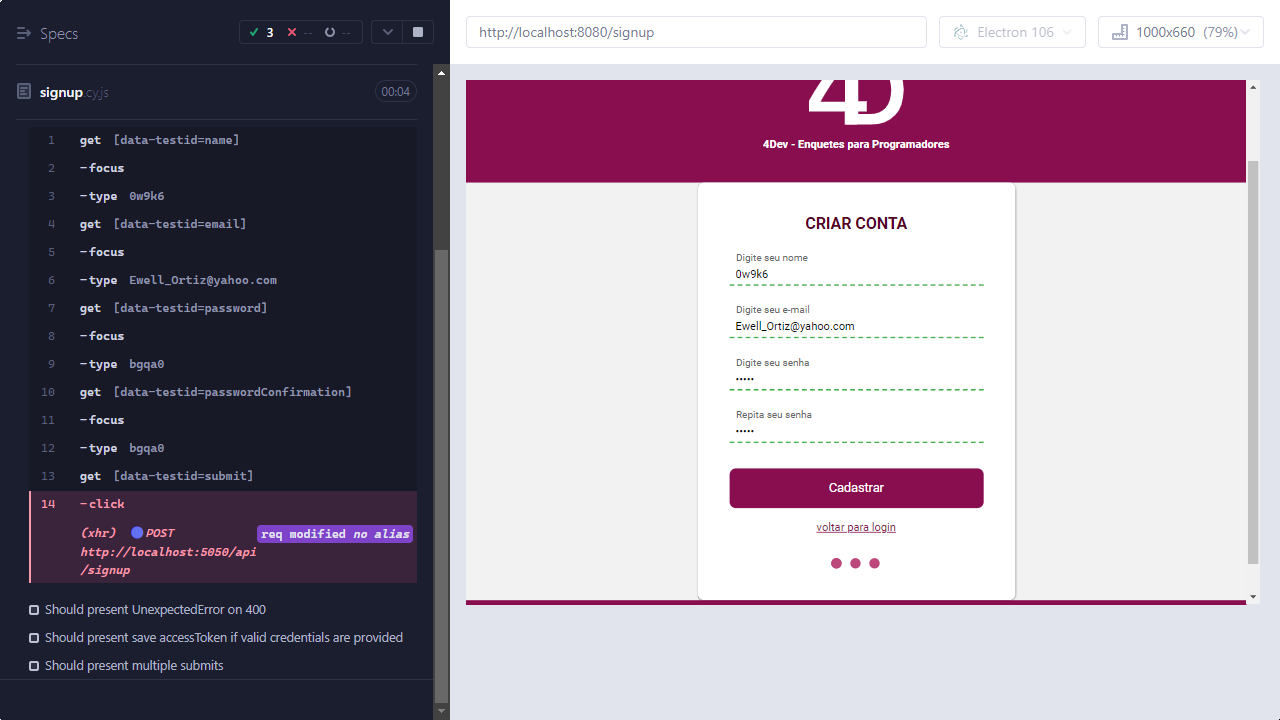 Specs
3
--
--
signup.cy.js
00:04
1 get [data-testid=name]
2 -focus
3 -type 0w9k6
4 get [data-testid=email]
5 -focus
6 -type Ewell_Ortiz@yahoo.com
7 get [data-testid=password]
8 -focus
9 -type bgqa0
10 get [data-testid=passwordConfirmation]
11 -focus
12 -type bgqa0
13 get [data-testid=submit]
14 -click
(xhr) POST req modified no alias
http://localhost:5050/api
/signup
Should present UnexpectedError on 400
Should present save accessToken if valid credentials are provided
Should present multiple submits
http://localhost:8080/signup
Electron 106
1000x660 (79%)
4D
4Dev - Enquetes para Programadores
CRIAR CONTA
Digite seu nome
0w9k6
Digite seu e-mail
Ewell_Ortiz@yahoo.com
Digite seu senha
•••••
Repita seu senha
•••••
Cadastrar
voltar para login